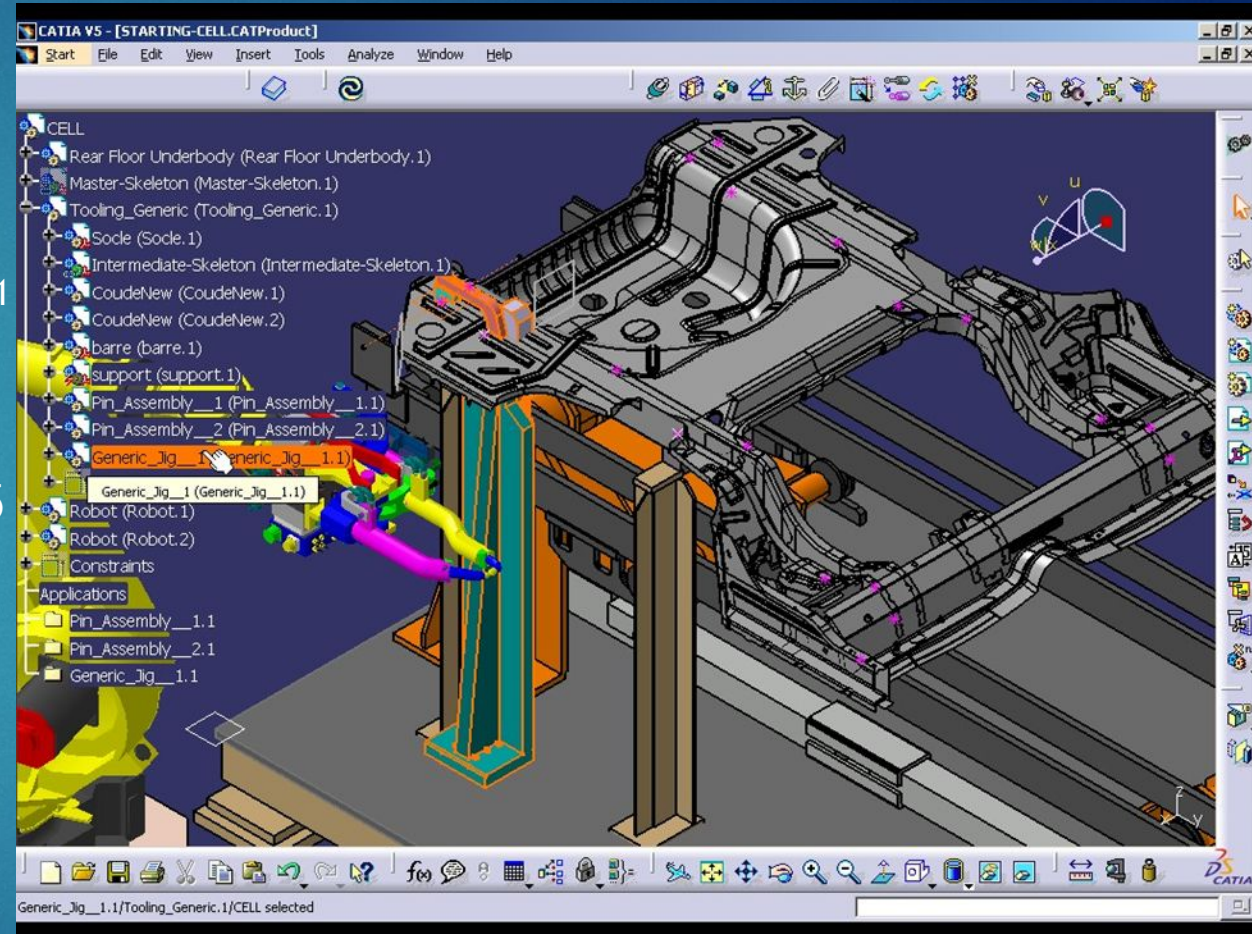 CATIA V5 - [STARTING-CELL.CATProduct]
Start File Edit View Insert Tools Analyze Window Help
CELL
Rear Floor Underbody (Rear Floor Underbody.1)
Master-Skeleton (Master-Skeleton.1)
Tooling_Generic (Tooling_Generic.1)
Socle (Socle.1)
Intermediate-Skeleton (Intermediate-Skeleton.1)
CoudeNew (CoudeNew.1)
CoudeNew (CoudeNew.2)
barre (barre.1)
support (support.1)
Pin_Assembly__1 (Pin_Assembly__1.1)
Pin_Assembly__2 (Pin_Assembly__2.1)
Generic_Jig__1 (Generic_Jig__1.1)
Generic_Jig__1 (Generic_Jig__1.1)
Robot (Robot.1)
Robot (Robot.2)
Constraints
Applications
Pin_Assembly__1.1
Pin_Assembly__2.1
Generic_Jig__1.1
u
v
z
x
y
f(x)
CATIA
Generic_Jig__1.1/Tooling_Generic.1/CELL selected